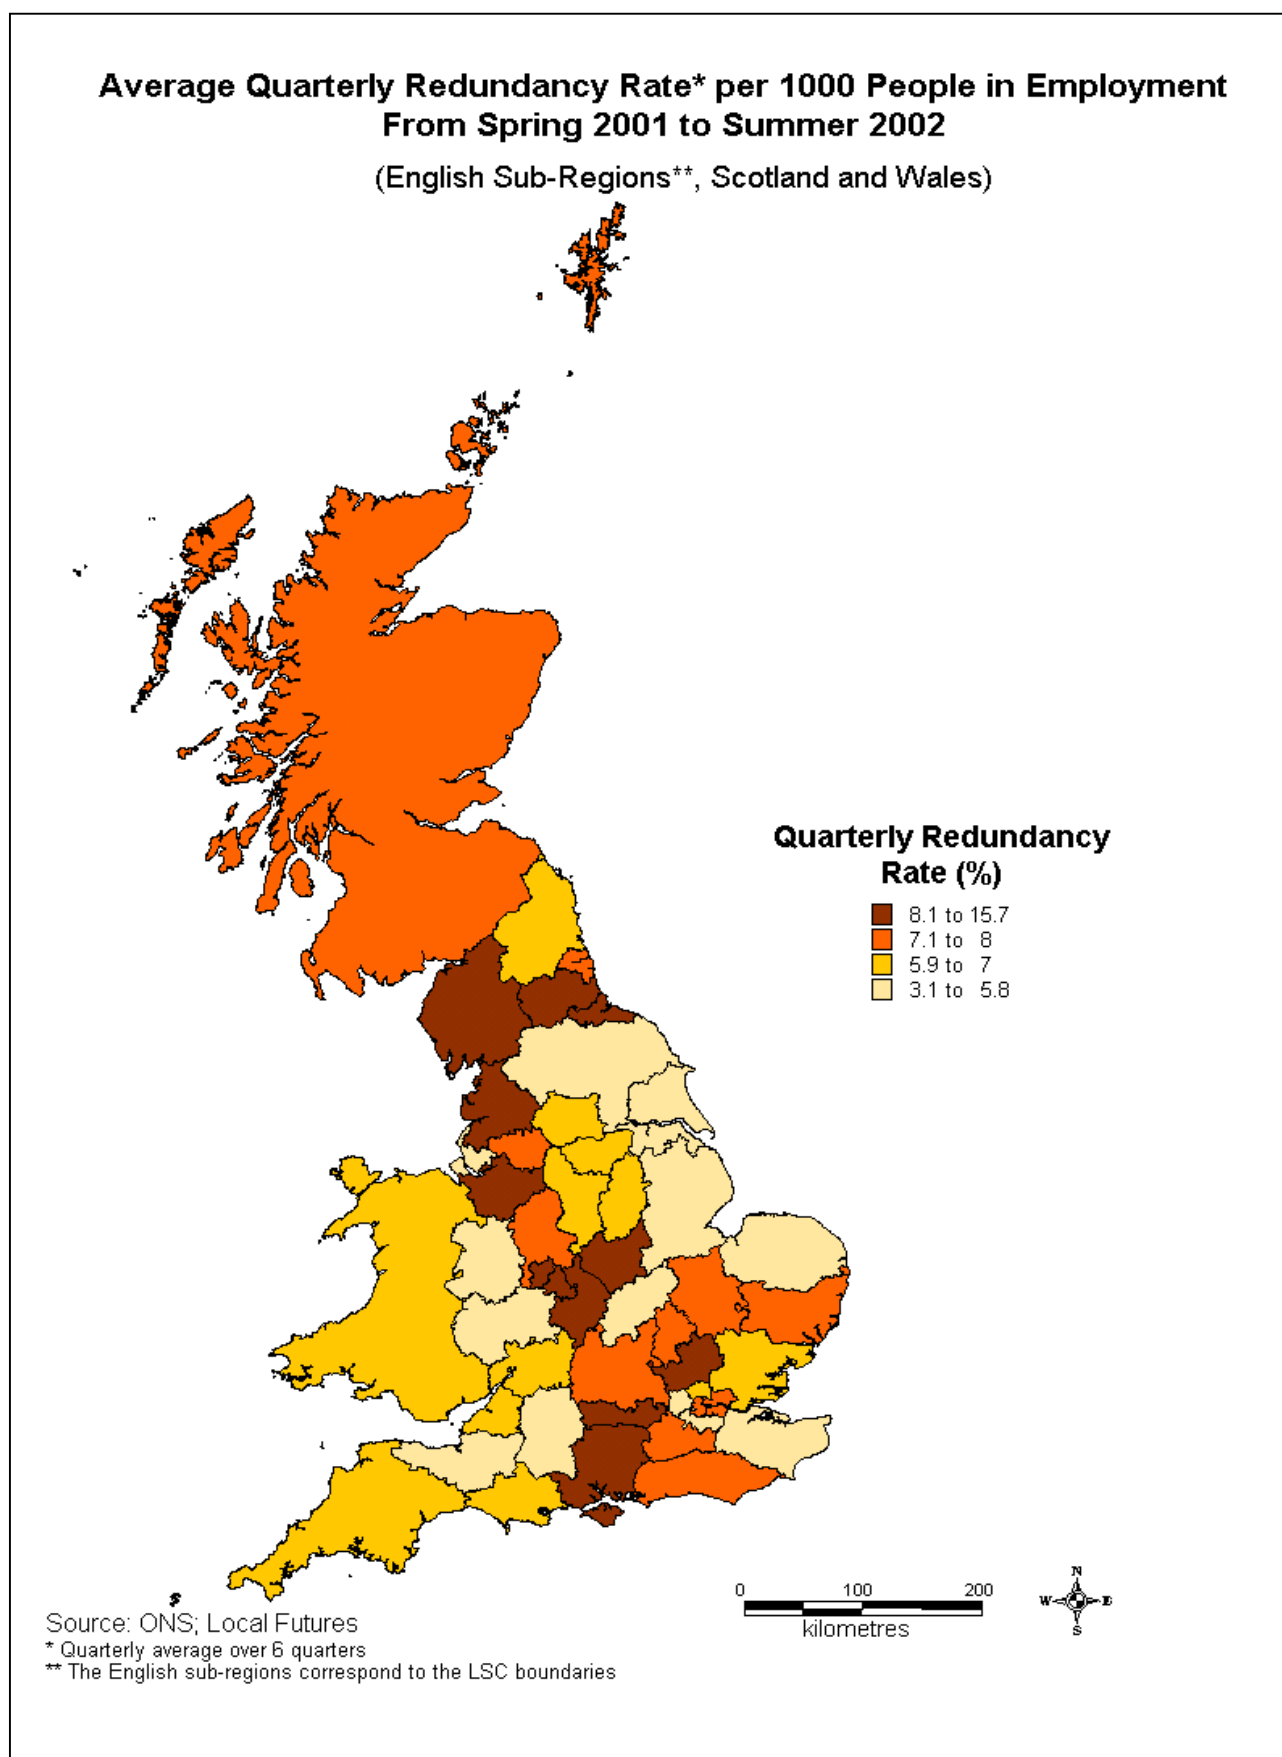 Average Quarterly Redundancy Rate* per 1000 People in Employment
From Spring 2001 to Summer 2002
(English Sub-Regions**, Scotland and Wales)
Quarterly Redundancy
Rate (%)
8.1 to 15.7
7.1 to 8
5.9 to 7
3.1 to 5.8
0 100 200
kilometres
N
W E
S
Source: ONS; Local Futures
* Quarterly average over 6 quarters
** The English sub-regions correspond to the LSC boundaries